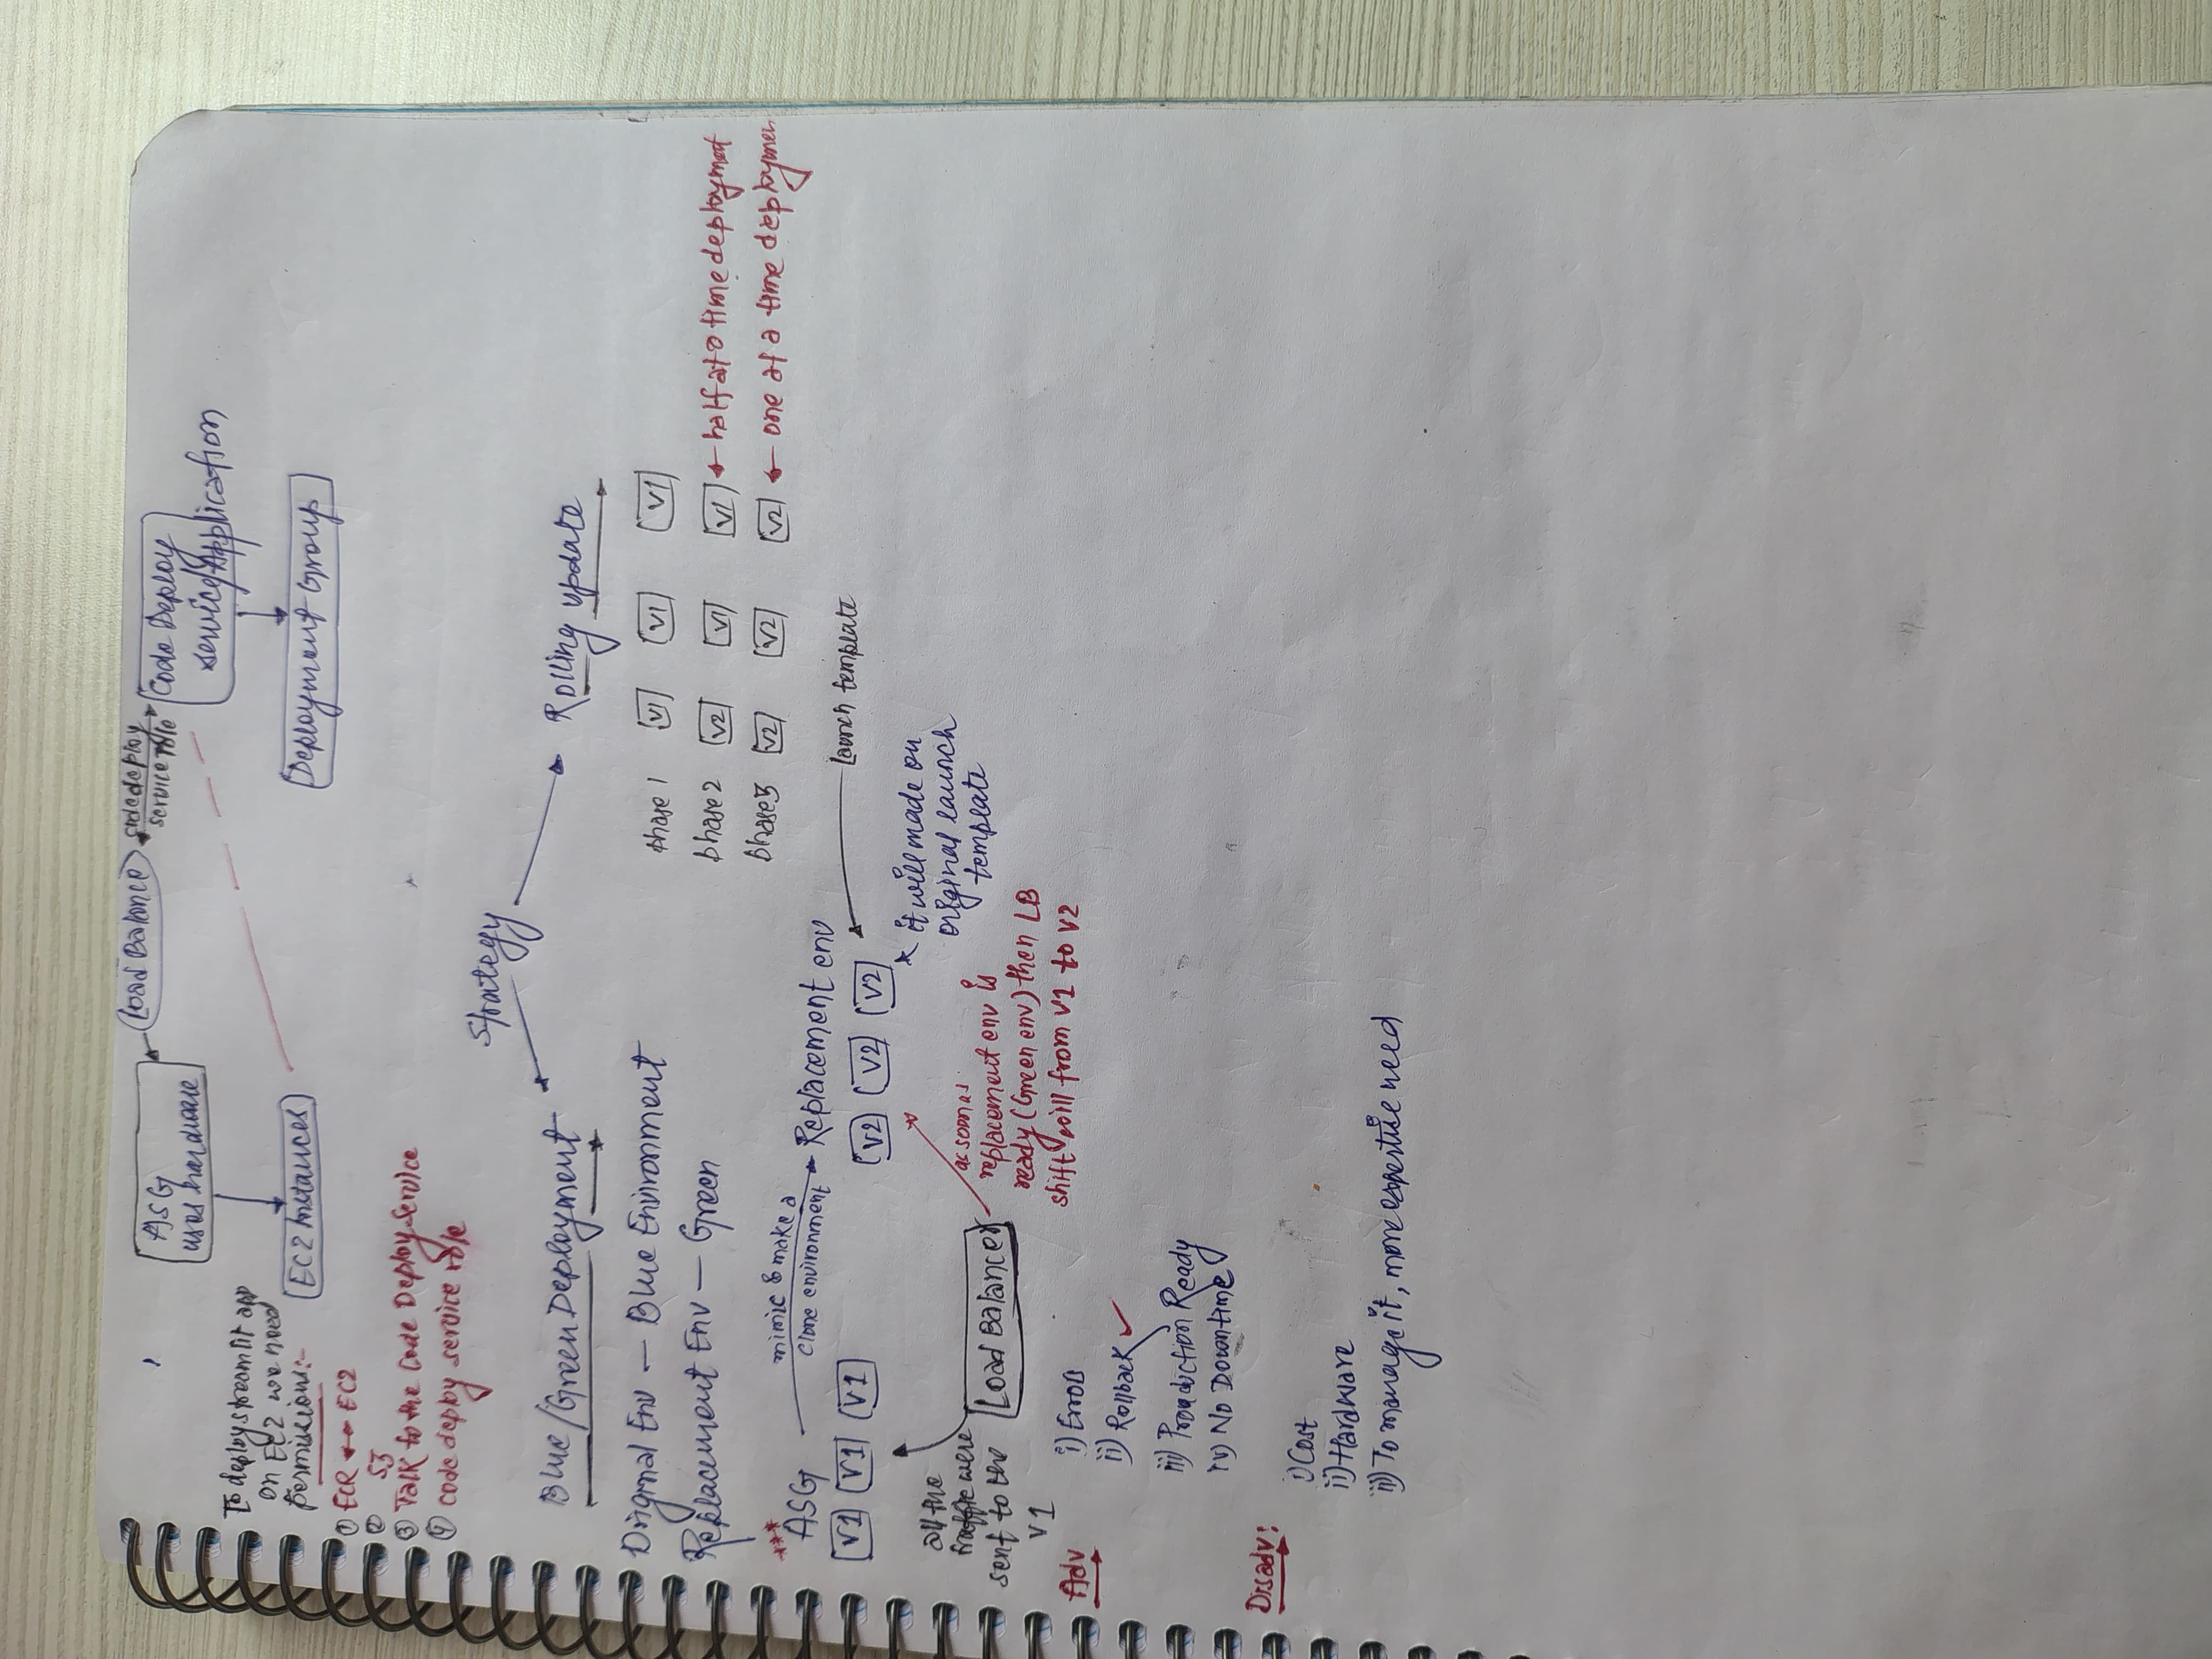 Load Balance
codedeploy
service role
ASG
uses hardware
Code Deploy
service/Application
EC2 Instances
Deployment Group
To deploy streamlit app
on EC2 we need
permissions:-
① ECR ↔ EC2
② S3
③ Talk to the Code Deploy Service
④ code deploy service role
Strategy
Blue/Green Deployment
Rolling update
Original Env — Blue Environment
Replacement Env — Green
phase 1 V1 V1 V1
phase 2 V2 V1 V1 ← half at a time deployment
phase 3 V2 V2 V2 ← one at a time deploymen
***
ASG
mimic & make a
clone environment
Replacement env
V1 V1 V1
V2 V2 V2
Launch template
it will made on
original launch
template
all the
traffic were
sent to the
V1
Load Balancer
as soon as
replacement env is
ready (Green env) then LB
shift will from V1 to V2
Adv
i)
ii) Rollback ✓
iii) Production Ready
iv) No Downtime
Disadv:
i) Cost
ii) Hardware
iii) To manage it, more expertise need